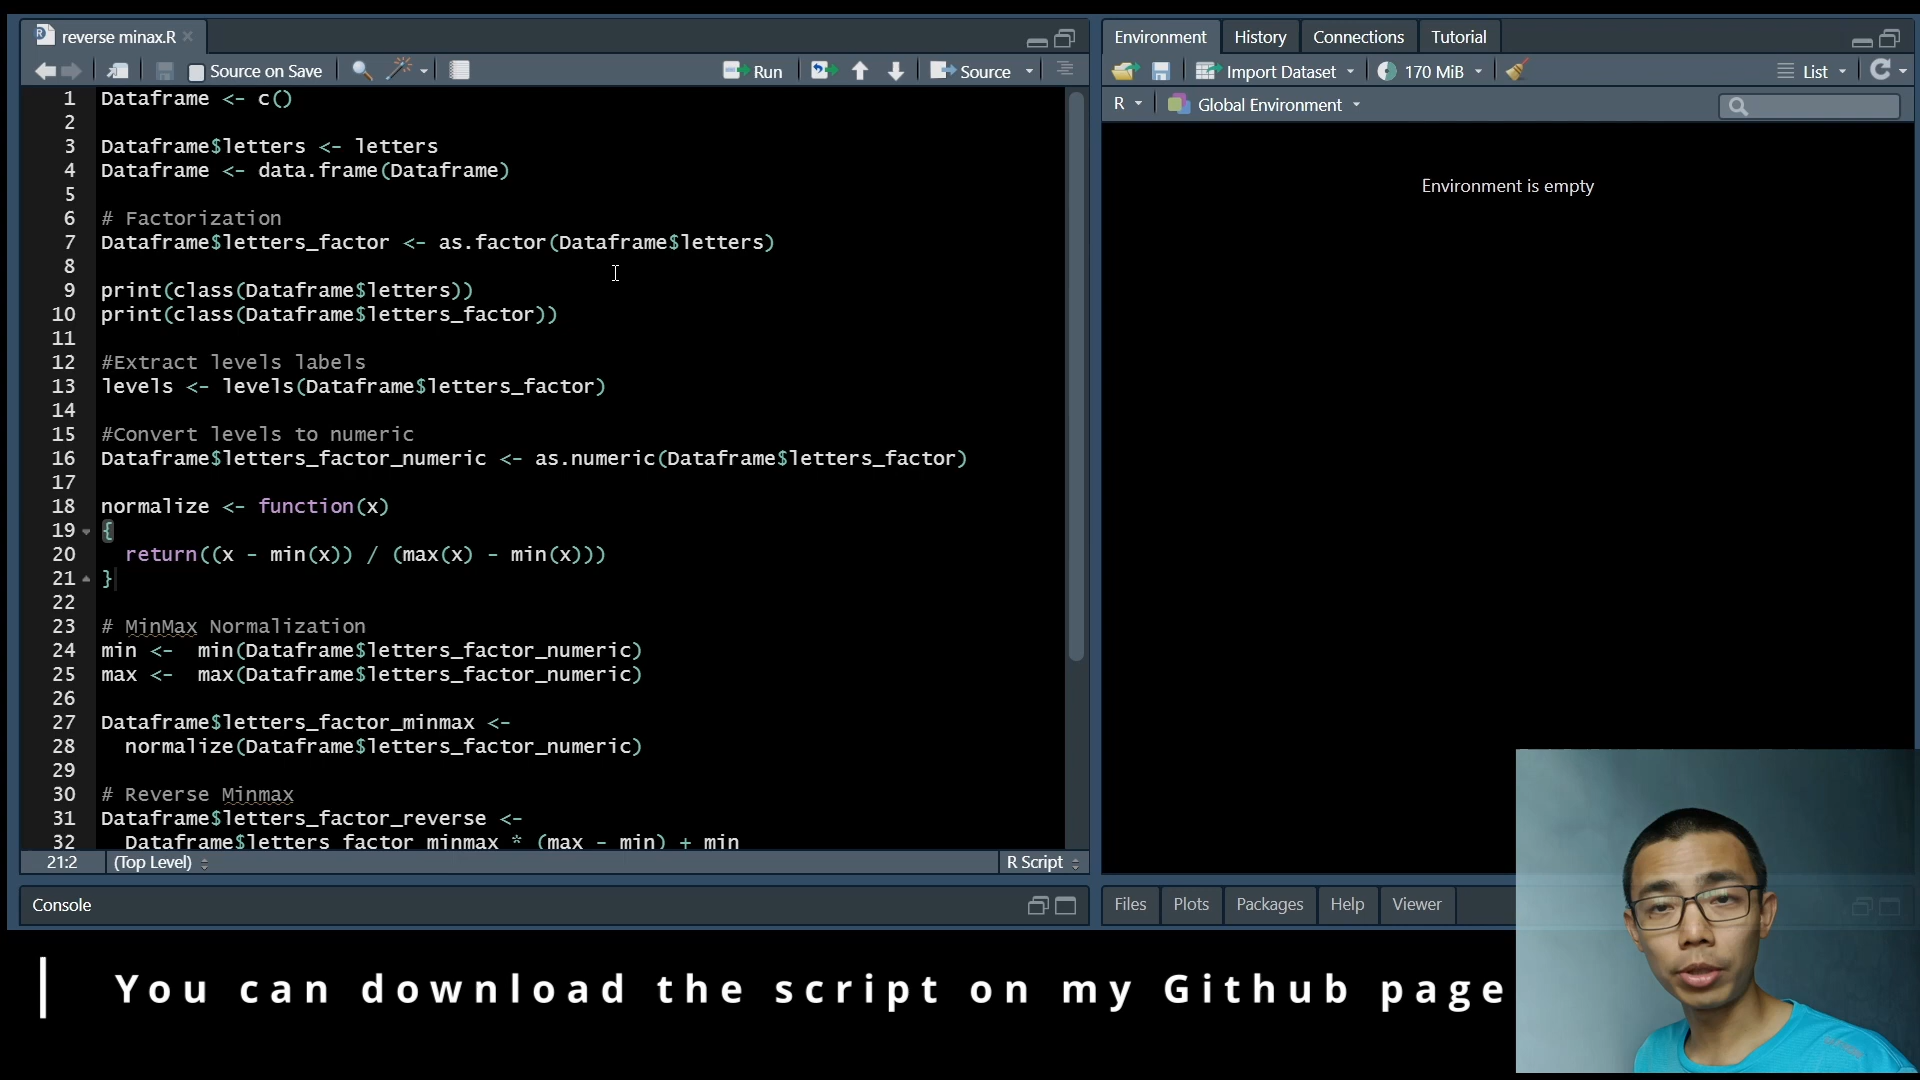 reverse minax.R
Source on Save
Run
Source
1 Dataframe <- c()
2
3 Dataframe$letters <- letters
4 Dataframe <- data.frame(Dataframe)
5
6 # Factorization
7 Dataframe$letters_factor <- as.factor(Dataframe$letters)
8
9 print(class(Dataframe$letters))
10 print(class(Dataframe$letters_factor))
11
12 #Extract levels labels
13 levels <- levels(Dataframe$letters_factor)
14
15 #Convert levels to numeric
16 Dataframe$letters_factor_numeric <- as.numeric(Dataframe$letters_factor)
17
18 normalize <- function(x)
19 {
20 return((x - min(x)) / (max(x) - min(x)))
21 }
22
23 # MinMax Normalization
24 min <-  min(Dataframe$letters_factor_numeric)
25 max <-  max(Dataframe$letters_factor_numeric)
26
27 Dataframe$letters_factor_minmax <-
28 normalize(Dataframe$letters_factor_numeric)
29
30 # Reverse Minmax
31 Dataframe$letters_factor_reverse <-
32 Dataframe$letters_factor_minmax * (max - min) + min
21:2 (Top Level) R Script
Console
Environment History Connections Tutorial
Import Dataset 170 MiB List
R Global Environment
Environment is empty
Files Plots Packages Help Viewer
You can download the script on my Github page